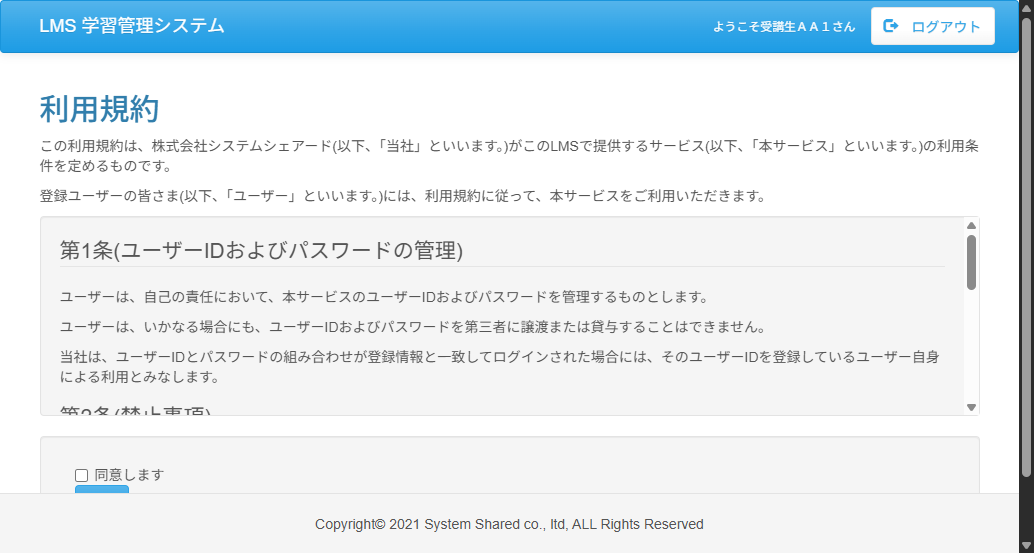 LMS 学習管理システム
ようこそ受講生ＡＡ１さん
ログアウト
利用規約
この利用規約は、株式会社システムシェアード(以下、「当社」といいます。)がこのLMSで提供するサービス(以下、「本サービス」といいます。)の利用条
件を定めるものです。
登録ユーザーの皆さま(以下、「ユーザー」といいます。)には、利用規約に従って、本サービスをご利用いただきます。
第1条(ユーザーIDおよびパスワードの管理)
ユーザーは、自己の責任において、本サービスのユーザーIDおよびパスワードを管理するものとします。
ユーザーは、いかなる場合にも、ユーザーIDおよびパスワードを第三者に譲渡または貸与することはできません。
当社は、ユーザーIDとパスワードの組み合わせが登録情報と一致してログインされた場合には、そのユーザーIDを登録しているユーザー自身
による利用とみなします。
第2条(禁止事項)
同意します
Copyright© 2021 System Shared co., ltd, ALL Rights Reserved